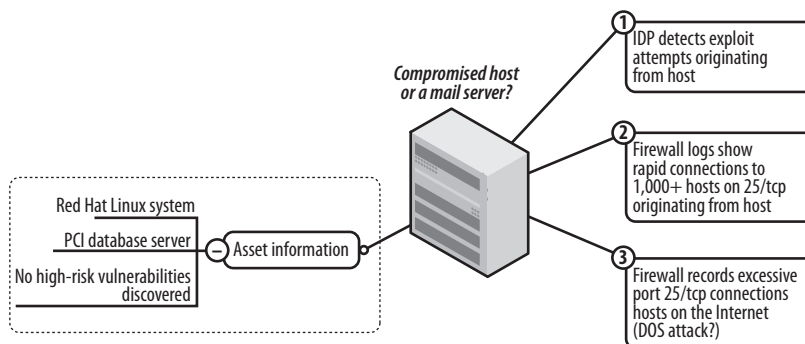 Compromised host
or a mail server?
1
IDP detects exploit
attempts originating
from host
2
Firewall logs show
rapid connections to
1,000+ hosts on 25/tcp
originating from host
3
Firewall records excessive
port 25/tcp connections
hosts on the Internet
(DOS attack?)
Red Hat Linux system
PCI database server
No high-risk vulnerabilities
discovered
–
Asset information